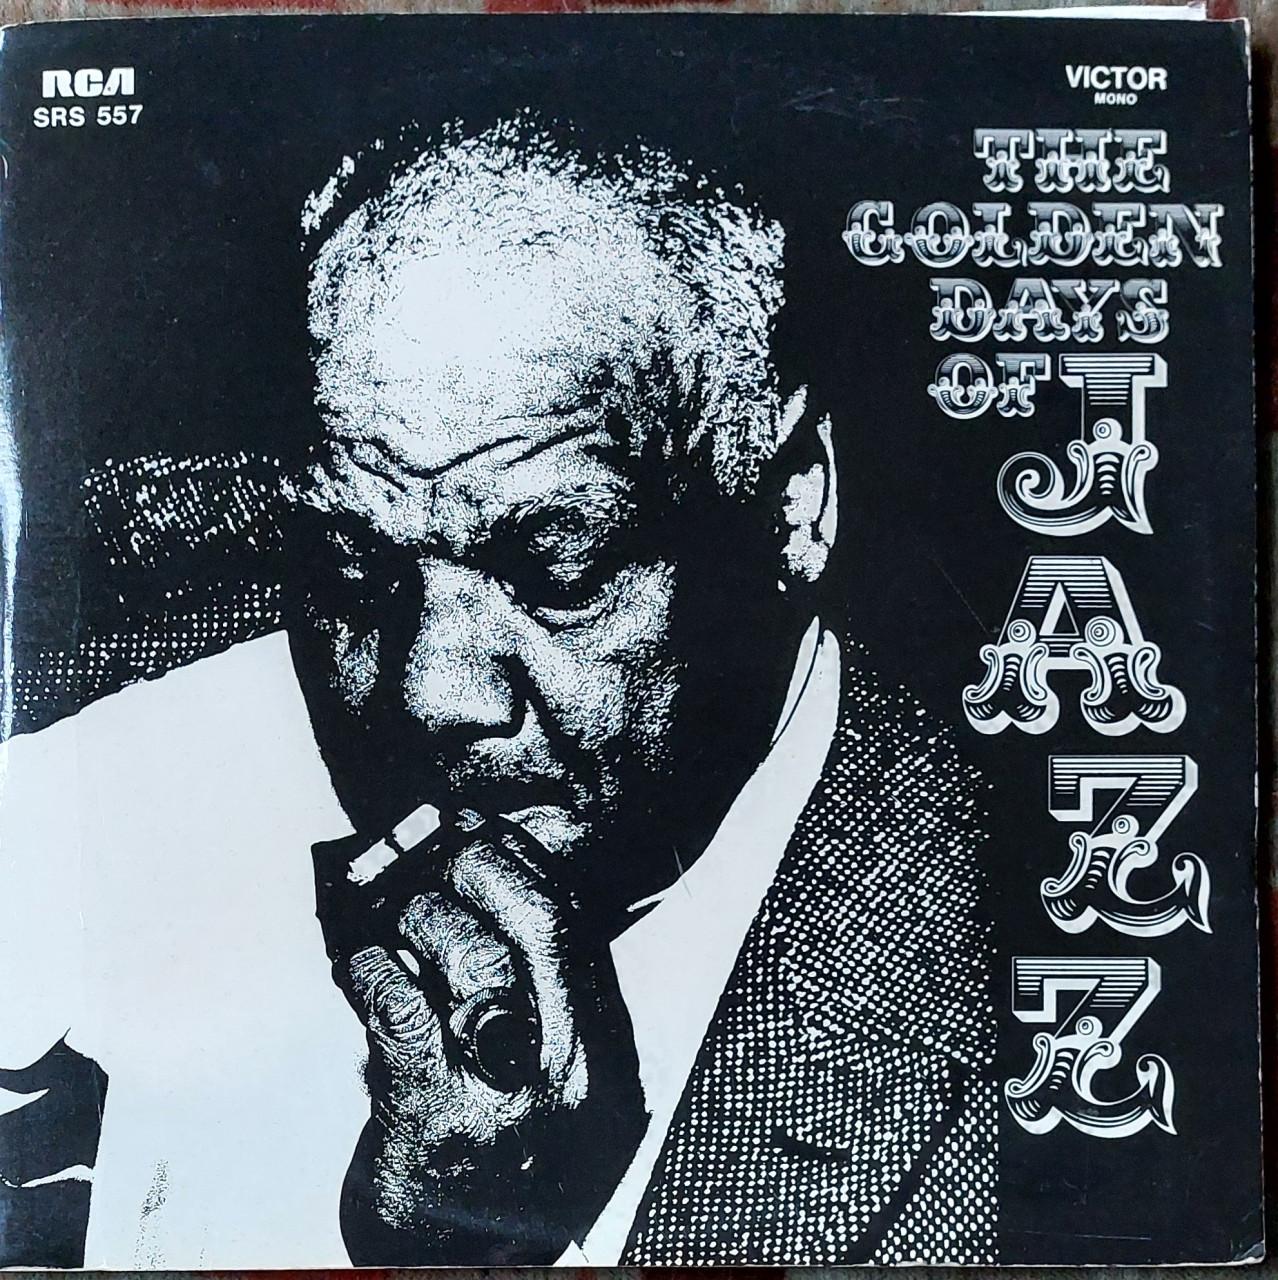 RCA
SRS 557
VICTOR
MONO
THE
GOLDEN
DAYS
OF
JAZZ